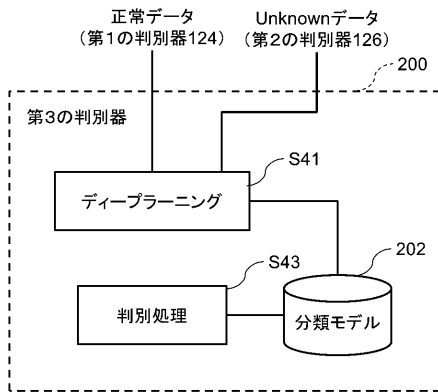 正常データ
(第1の判別器124)
Unknownデータ
(第2の判別器126)
200
第3の判別器
S41
ディープラーニング
S43
202
判別処理
分類モデル